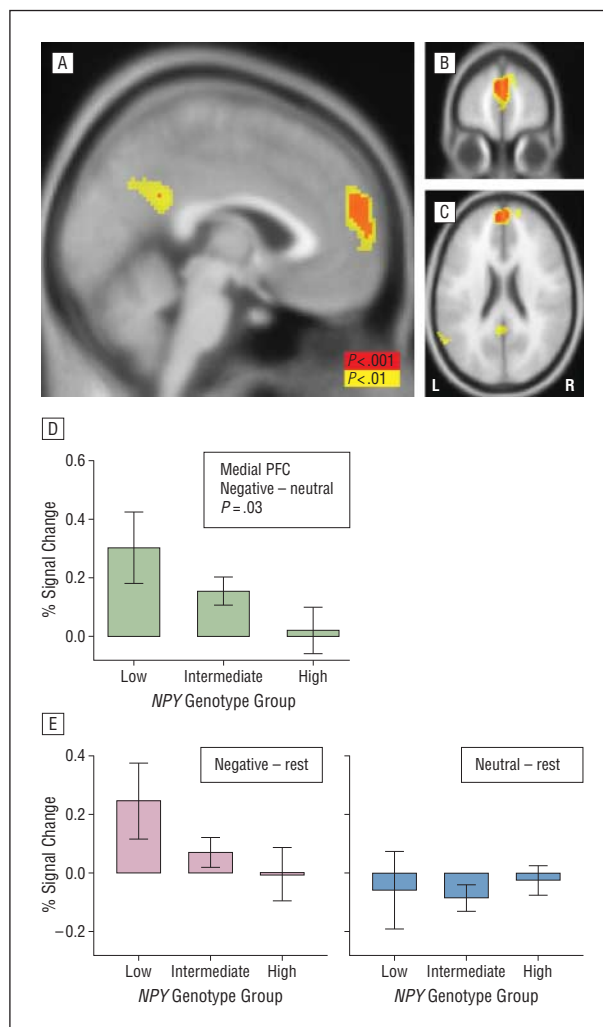 A
B
C
P<.001
P<.01
L R
D
Medial PFC
Negative – neutral
P = .03
0.6
0.4
0.2
0.0
% Signal Change
Low Intermediate High
NPY Genotype Group
E
Negative – rest
Neutral – rest
0.4
0.2
0.0
–0.2
% Signal Change
Low Intermediate High Low Intermediate High
NPY Genotype Group NPY Genotype Group